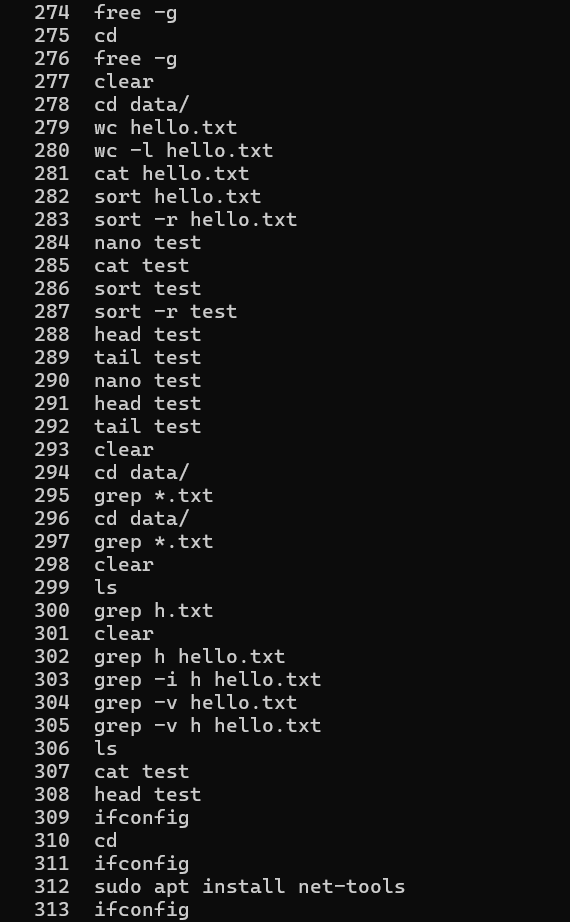 274  free -g
275  cd
276  free -g
277  clear
278  cd data/
279  wc hello.txt
280  wc -l hello.txt
281  cat hello.txt
282  sort hello.txt
283  sort -r hello.txt
284  nano test
285  cat test
286  sort test
287  sort -r test
288  head test
289  tail test
290  nano test
291  head test
292  tail test
293  clear
294  cd data/
295  grep *.txt
296  cd data/
297  grep *.txt
298  clear
299  ls
300  grep h.txt
301  clear
302  grep h hello.txt
303  grep -i h hello.txt
304  grep -v hello.txt
305  grep -v h hello.txt
306  ls
307  cat test
308  head test
309  ifconfig
310  cd
311  ifconfig
312  sudo apt install net-tools
313  ifconfig